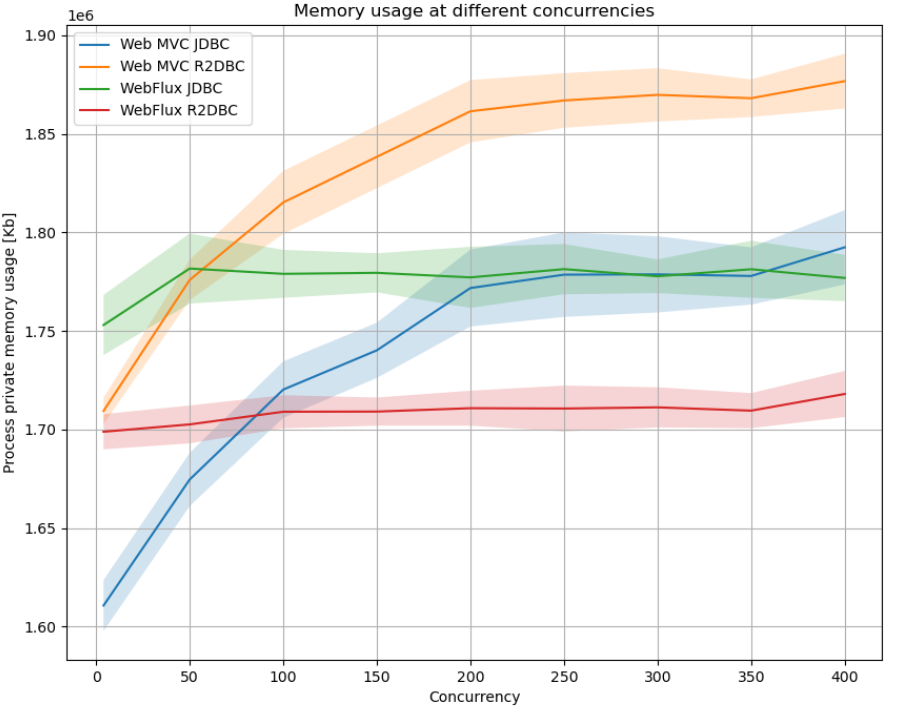 Memory usage at different concurrencies
1e6
Web MVC JDBC
Web MVC R2DBC
WebFlux JDBC
WebFlux R2DBC
Process private memory usage [Kb]
1.90
1.85
1.80
1.75
1.70
1.65
1.60
0 50 100 150 200 250 300 350 400
Concurrency